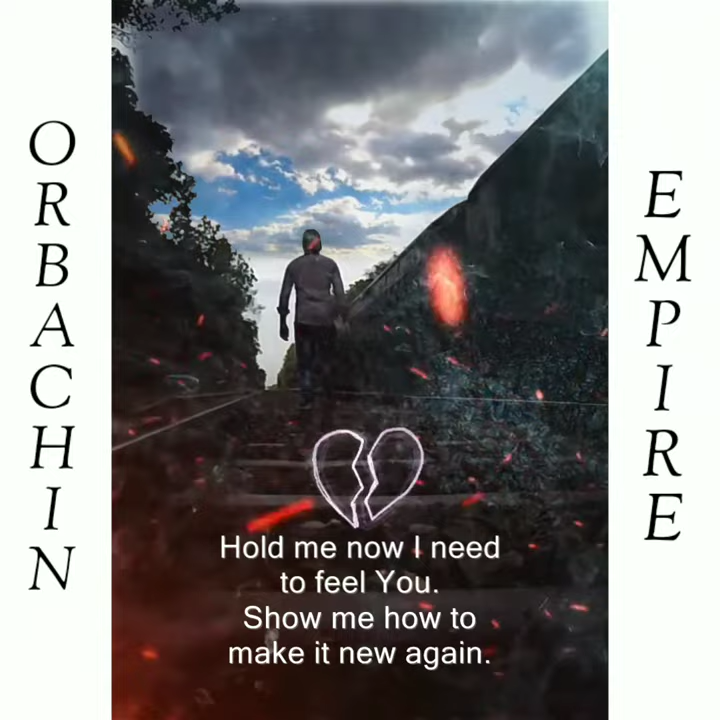 ORBACHIN
EMPIRE
Hold me now I need
to feel You.
Show me how to
make it new again.